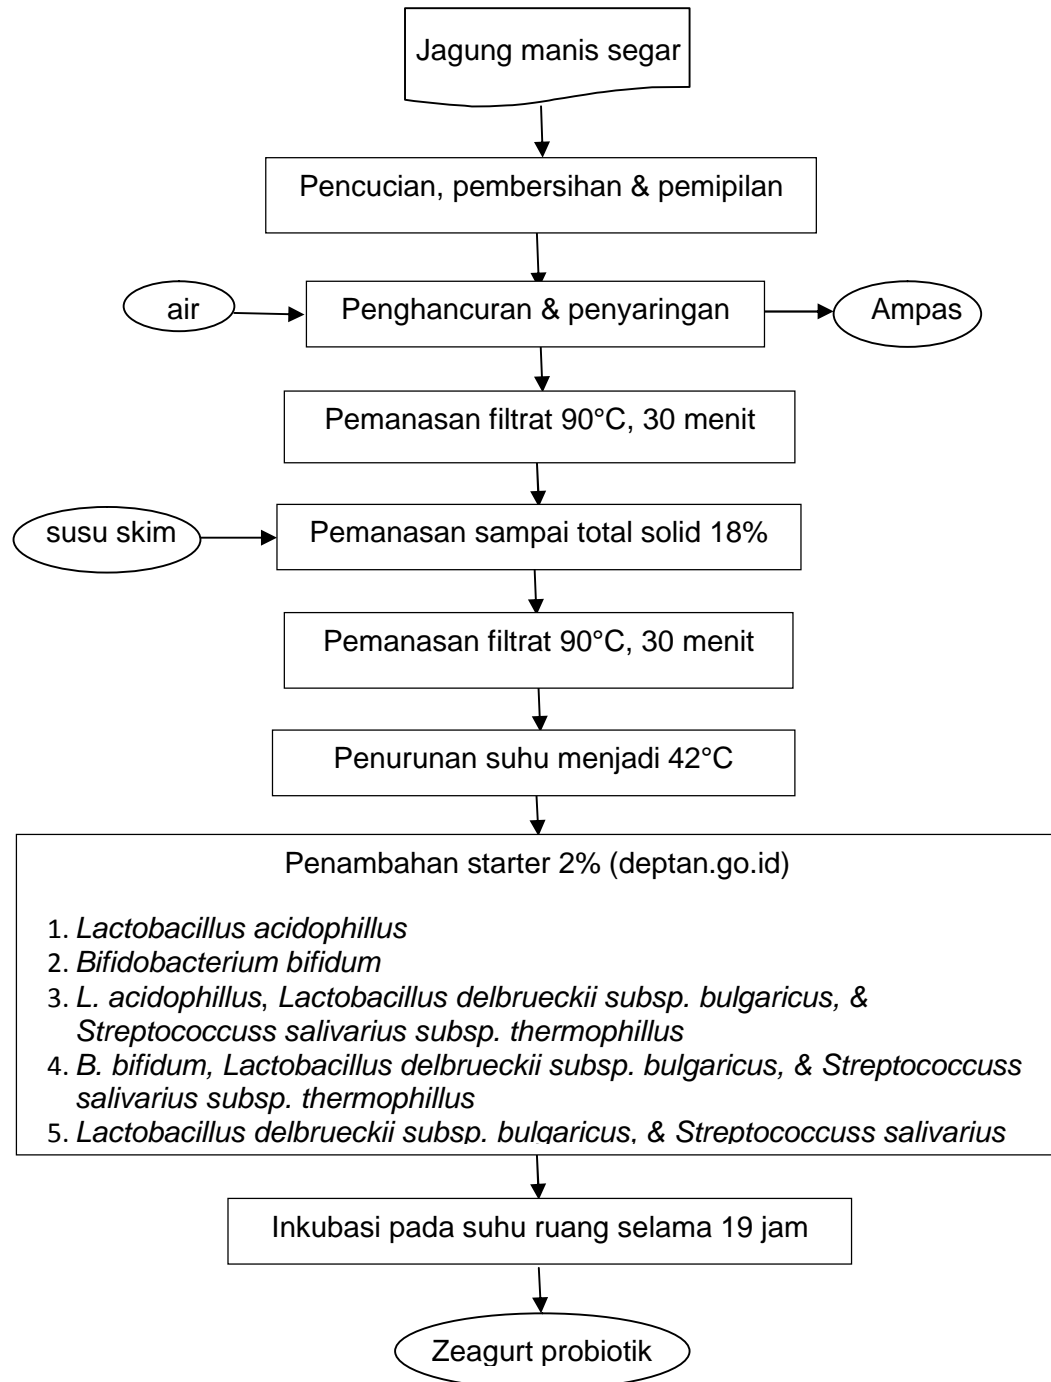 Jagung manis segar
Pencucian, pembersihan & pemipilan
air
Penghancuran & penyaringan
Ampas
Pemanasan filtrat 90°C, 30 menit
susu skim
Pemanasan sampai total solid 18%
Pemanasan filtrat 90°C, 30 menit
Penurunan suhu menjadi 42°C
Penambahan starter 2% (deptan.go.id)
1. Lactobacillus acidophillus
2. Bifidobacterium bifidum
3. L. acidophillus, Lactobacillus delbrueckii subsp. bulgaricus, &
Streptococcuss salivarius subsp. thermophillus
4. B. bifidum, Lactobacillus delbrueckii subsp. bulgaricus, & Streptococcuss
salivarius subsp. thermophillus
5. Lactobacillus delbrueckii subsp. bulgaricus, & Streptococcuss salivarius
Inkubasi pada suhu ruang selama 19 jam
Zeagurt probiotik